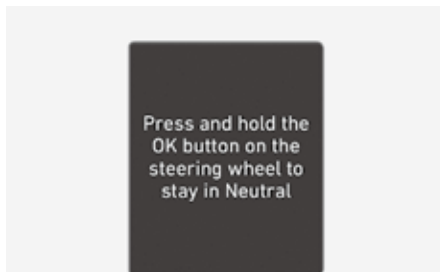 Press and hold the
OK button on the
steering wheel to
stay in Neutral